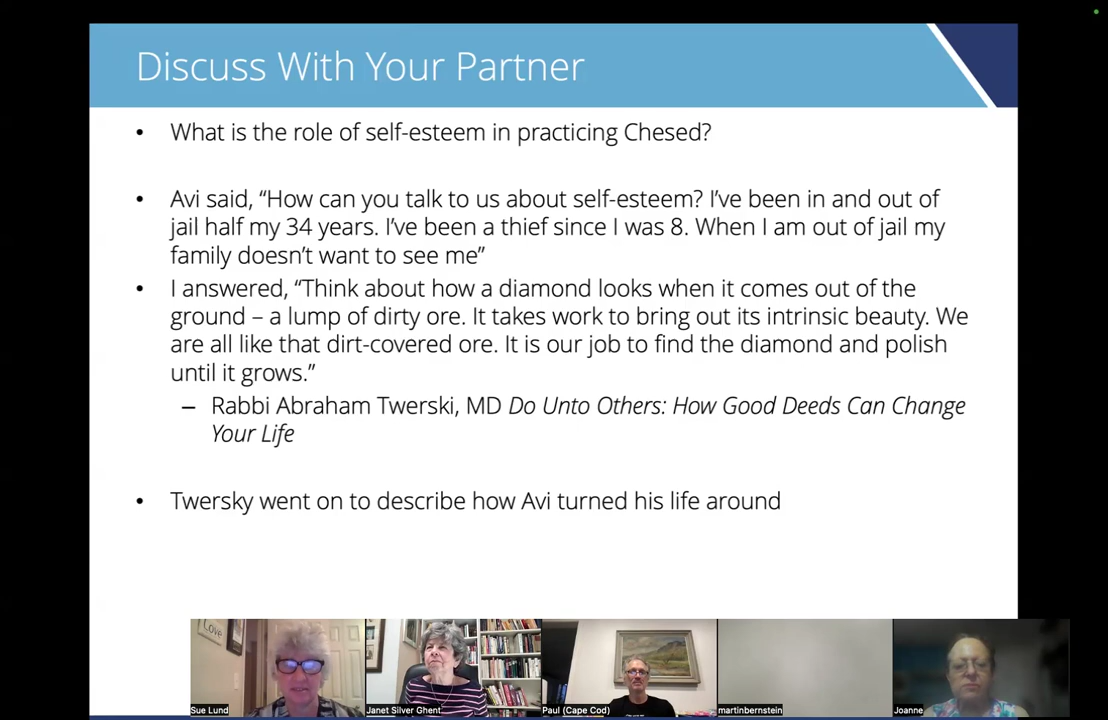 Discuss With Your Partner
• What is the role of self-esteem in practicing Chesed?
• Avi said, “How can you talk to us about self-esteem? I’ve been in and out of
jail half my 34 years. I’ve been a thief since I was 8. When I am out of jail my
family doesn’t want to see me”
• I answered, “Think about how a diamond looks when it comes out of the
ground – a lump of dirty ore. It takes work to bring out its intrinsic beauty. We
are all like that dirt-covered ore. It is our job to find the diamond and polish
until it grows.”
– Rabbi Abraham Twerski, MD Do Unto Others: How Good Deeds Can Change
Your Life
• Twersky went on to describe how Avi turned his life around
Love
Sue Lund
Janet Silver Ghent
Paul (Cape Cod)
martinbernstein
Joanne